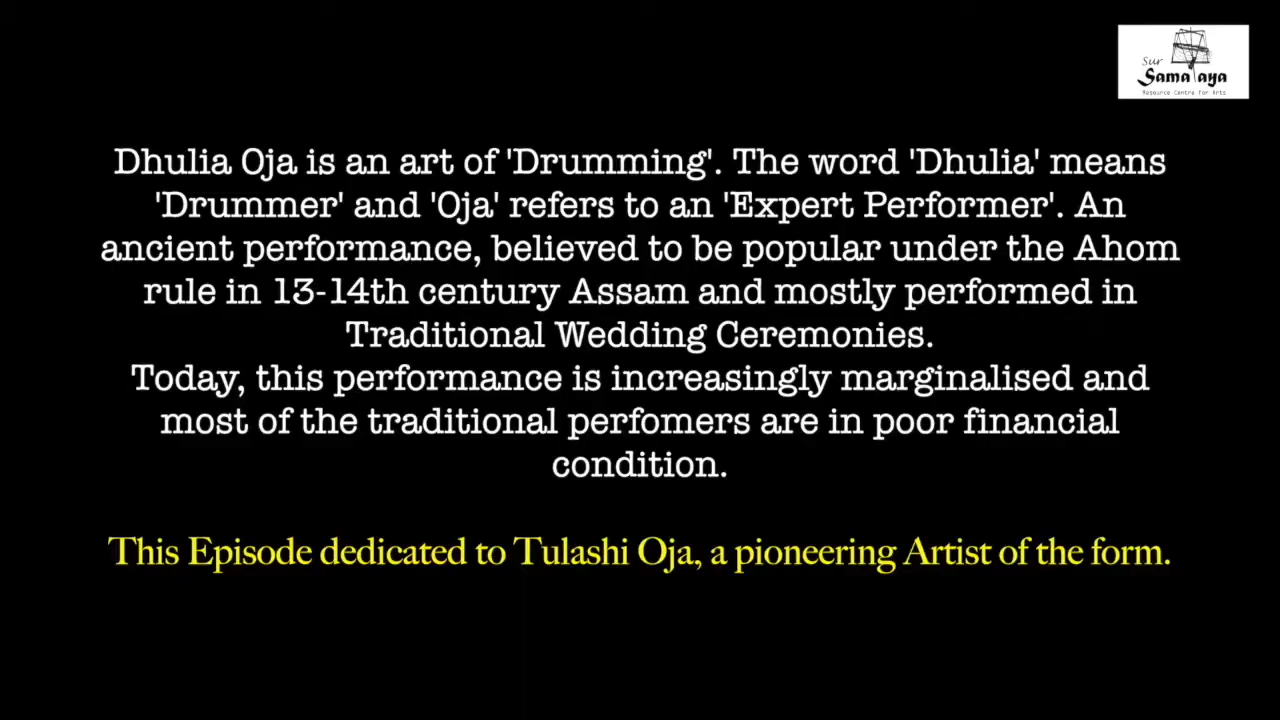 Sur
Samalaya
Resource Centre For Arts
Dhulia Oja is an art of 'Drumming'. The word 'Dhulia' means
'Drummer' and 'Oja' refers to an 'Expert Performer'. An
ancient performance, believed to be popular under the Ahom
rule in 13-14th century Assam and mostly performed in
Traditional Wedding Ceremonies.
Today, this performance is increasingly marginalised and
most of the traditional perfomers are in poor financial
condition.
This Episode dedicated to Tulashi Oja, a pioneering Artist of the form.